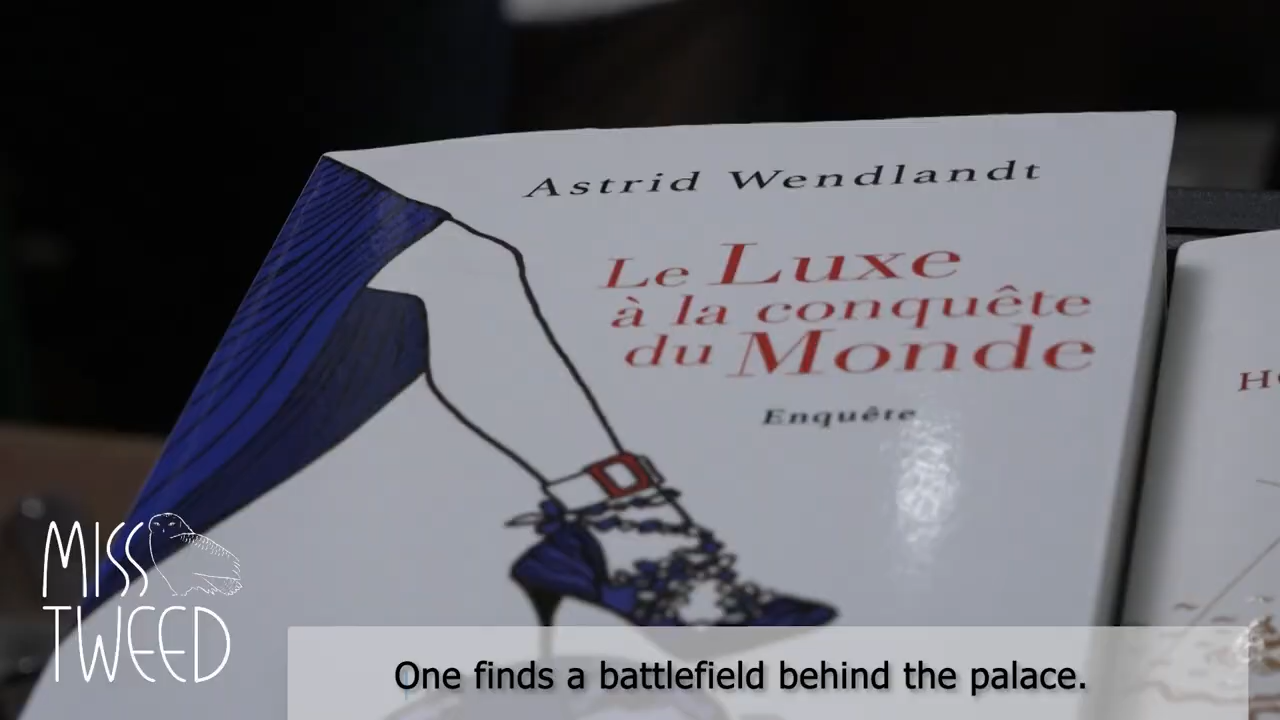 Astrid Wendlandt
Le Luxe
à la conquête
du Monde
Enquête
MISS
TWEED
One finds a battlefield behind the palace.